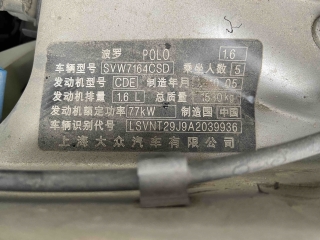 波罗 POLO 1.6
车辆型号 SVW7164CSD 乘坐人数 5
发动机型号 CDE 制造年月 05
发动机排量 1.6 L 总质量 kg
发动机额定功率 77kW 制造国 中国
车辆识别代号 LSVNT29J9A2039936
上海大众汽车有限公司